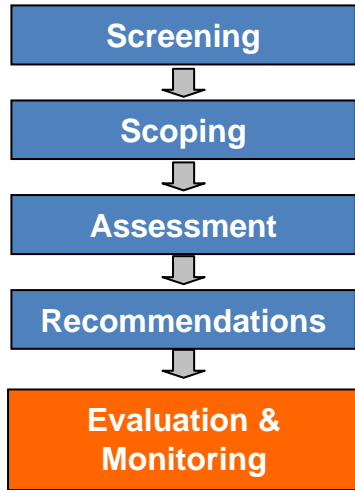 Screening
Scoping
Assessment
Recommendations
Evaluation &
Monitoring